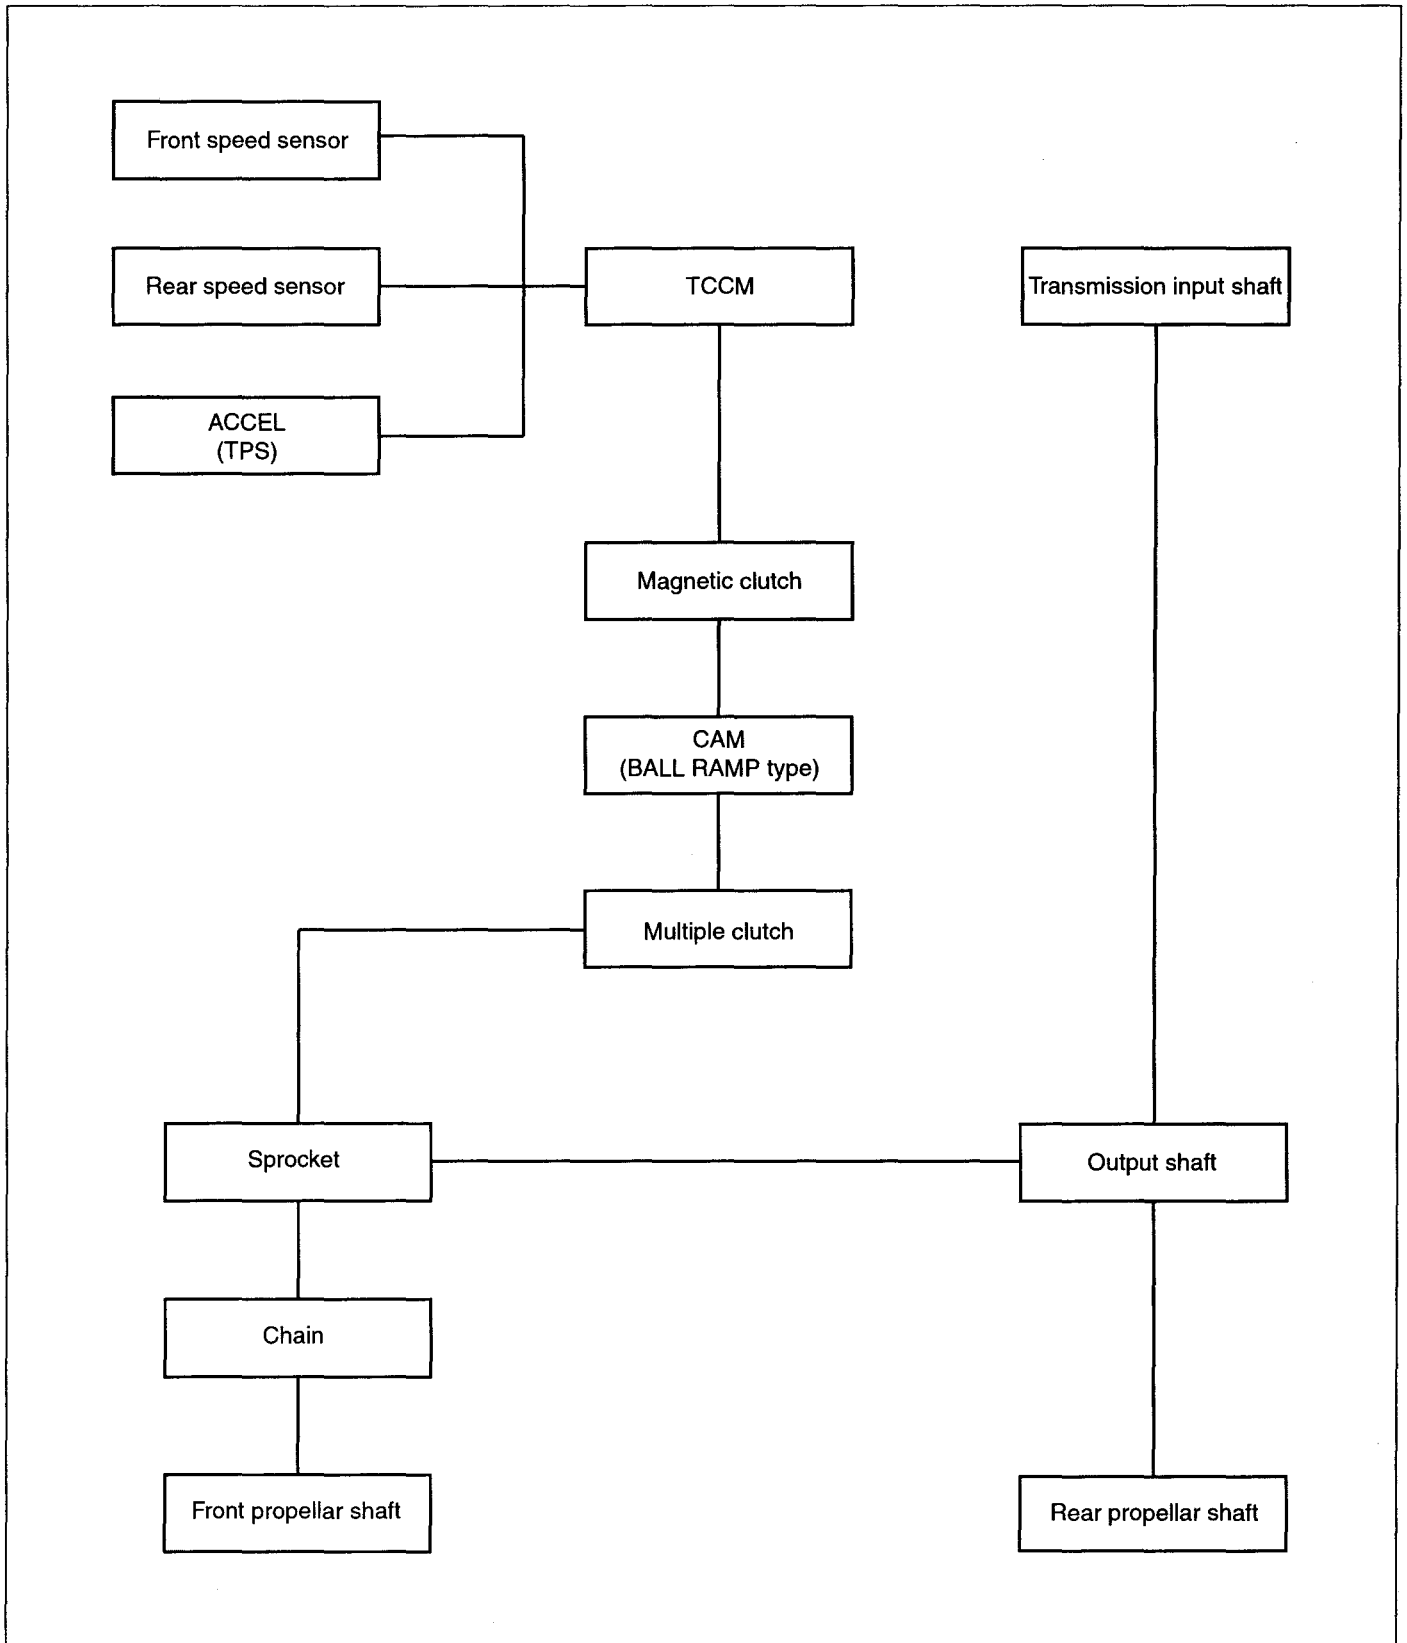 Front speed sensor
Rear speed sensor
TCCM
Transmission input shaft
ACCEL
(TPS)
Magnetic clutch
CAM
(BALL RAMP type)
Multiple clutch
Sprocket
Output shaft
Chain
Front propellar shaft
Rear propellar shaft